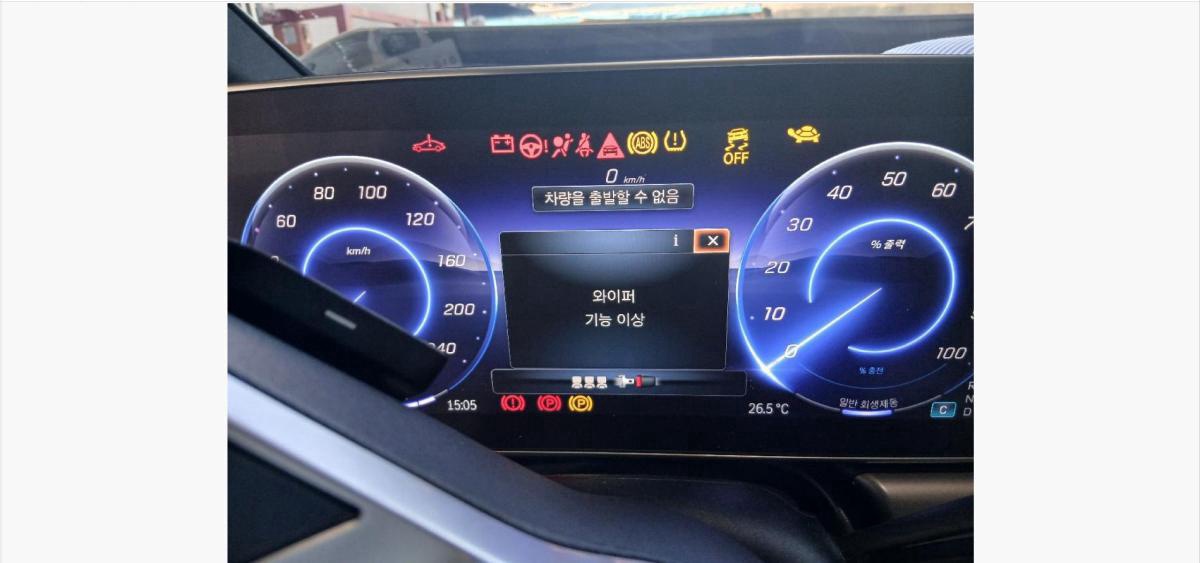 ABS
OFF
0 km/h
차량을 출발할 수 없음
60
80
100
120
160
200
km/h
i
와이퍼
기능 이상
10
20
30
40
50
60
100
0
% 출력
% 충전
15:05
P
P
26.5 °C
일반 회생제동
C
R
N
D